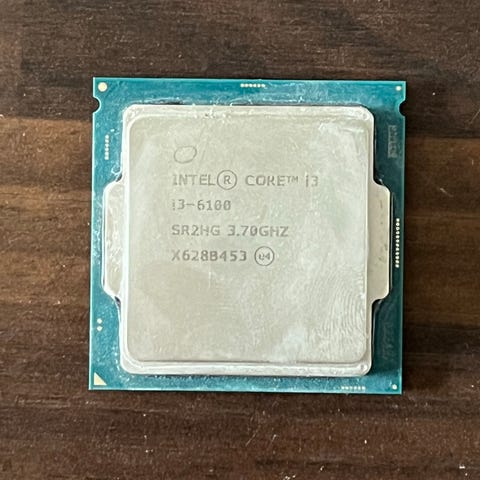 INTEL® CORE™ i3
i3-6100
SR2HG 3.70GHZ
X628B453 e4